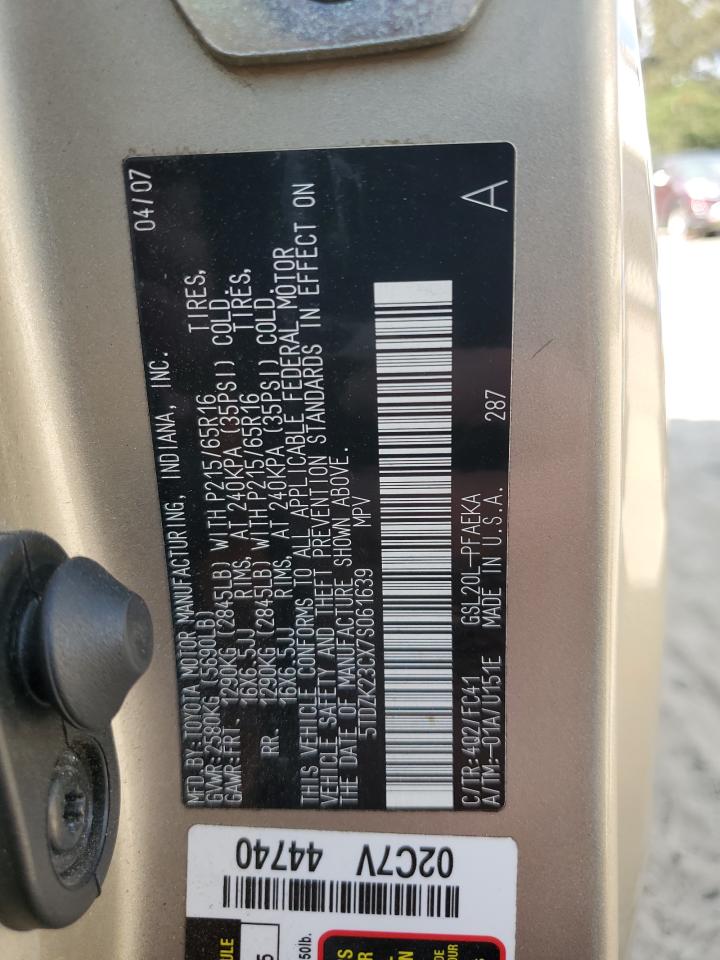 MFD.BY:TOYOTA MOTOR MANUFACTURING, INDIANA, INC. 04/07
GVWR:2580KG (5690LB)
GAWR:FRT. 1290KG (2845LB) WITH P215/65R16 TIRES,
16X6.5JJ RIMS, AT 240KPA (35PSI) COLD.
RR. 1290KG (2845LB) WITH P215/65R16 TIRES,
16X6.5JJ RIMS, AT 240KPA (35PSI) COLD.
THIS VEHICLE CONFORMS TO ALL APPLICABLE FEDERAL MOTOR
VEHICLE SAFETY AND THEFT PREVENTION STANDARDS IN EFFECT ON
THE DATE OF MANUFACTURE SHOWN ABOVE.
5TDZK23CX7S061639 MPV
C/TR:402/FC41 GSL20L-PFAEKA A
A/TM:-01A/U151E MADE IN U.S.A. 287
02C7V 44740
50lb.